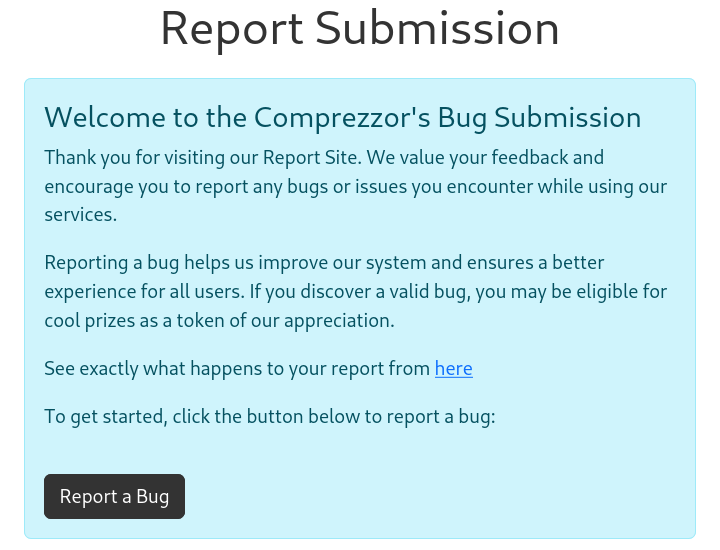 Report Submission
Welcome to the Comprezzor's Bug Submission
Thank you for visiting our Report Site. We value your feedback and
encourage you to report any bugs or issues you encounter while using our
services.
Reporting a bug helps us improve our system and ensures a better
experience for all users. If you discover a valid bug, you may be eligible for
cool prizes as a token of our appreciation.
See exactly what happens to your report from here
To get started, click the button below to report a bug:
Report a Bug